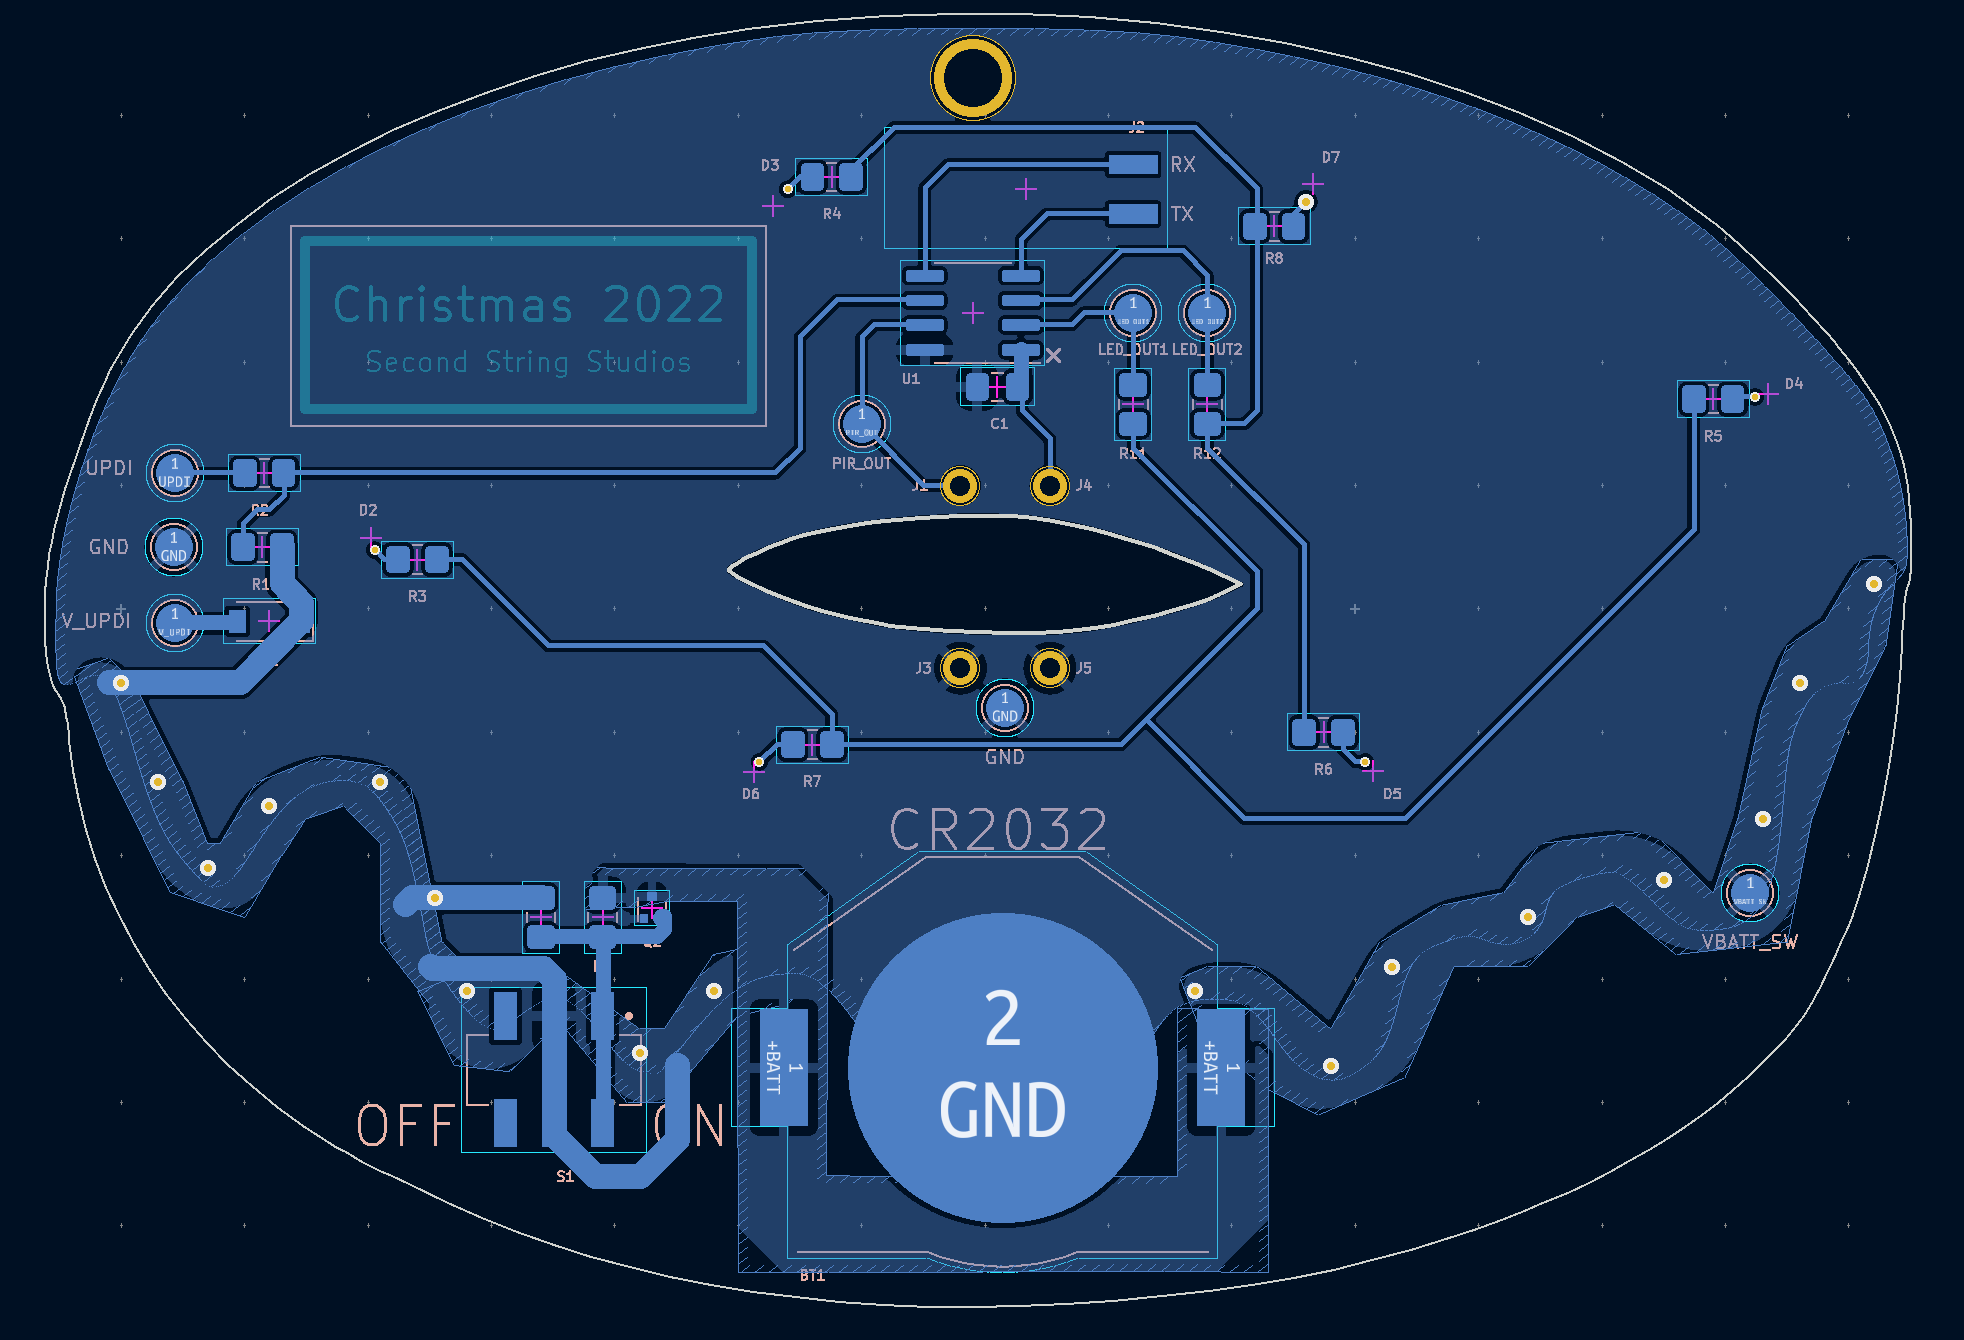 J2
D3
RX
D7
R4
TX
R8
Christmas 2022
1
1
LED_OUT1
LED_OUT2
Second String Studios
U1
D4
1
C1
R5
PIR_OUT
R11
R12
UPDI
1
UPDI
J1
J4
R2
D2
GND
1
GND
R1
R3
V_UPDI
1
V_UPDI
J3
J5
1
GND
GND
R7
R6
D6
D5
CR2032
1
VBATT_SW
Q2
VBATT_SW
2
GND
1
+BATT
1
+BATT
OFF
ON
S1
BT1